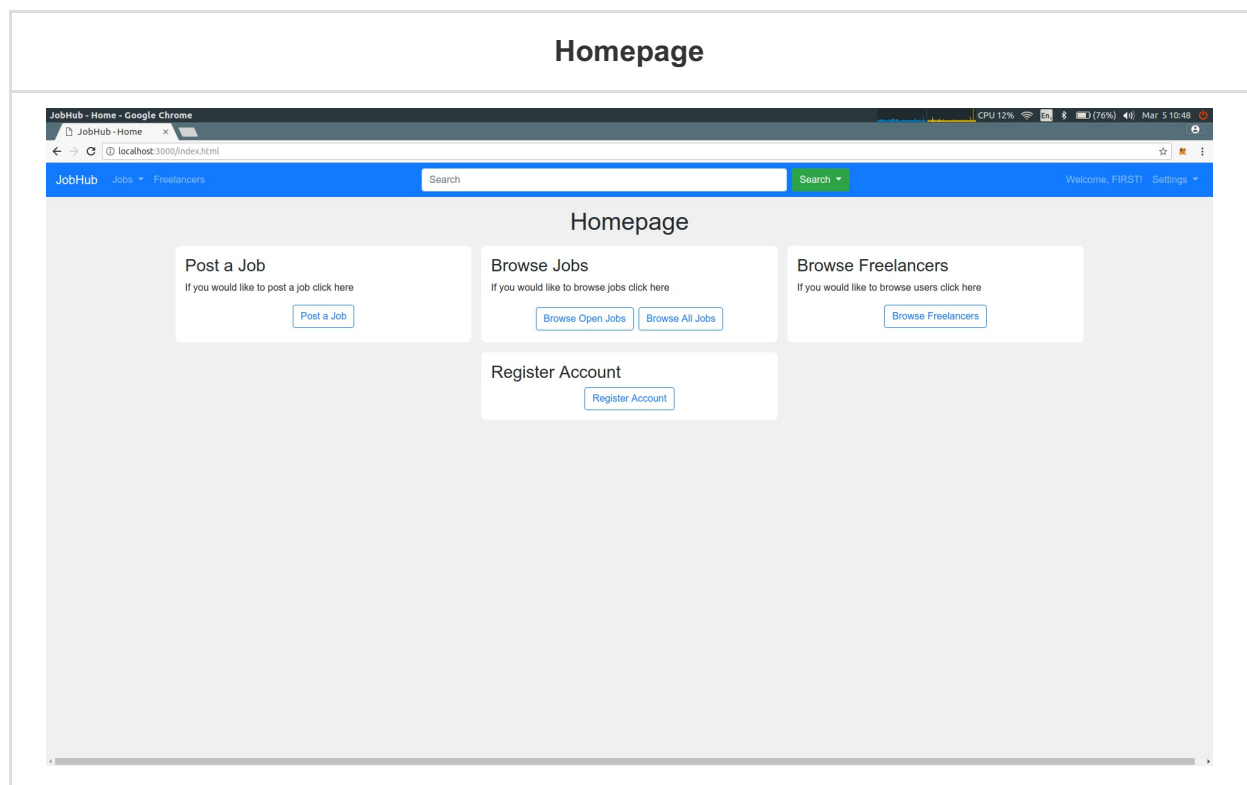 Homepage
JobHub - Home - Google Chrome
CPU 12% En (76%) Mar 5 10:48
JobHub - Home ×
localhost:3000/index.html
JobHub Jobs Freelancers Search Search Welcome, FIRST! Settings
Homepage
Post a Job
If you would like to post a job click here
Post a Job
Browse Jobs
If you would like to browse jobs click here
Browse Open Jobs Browse All Jobs
Browse Freelancers
If you would like to browse users click here
Browse Freelancers
Register Account
Register Account